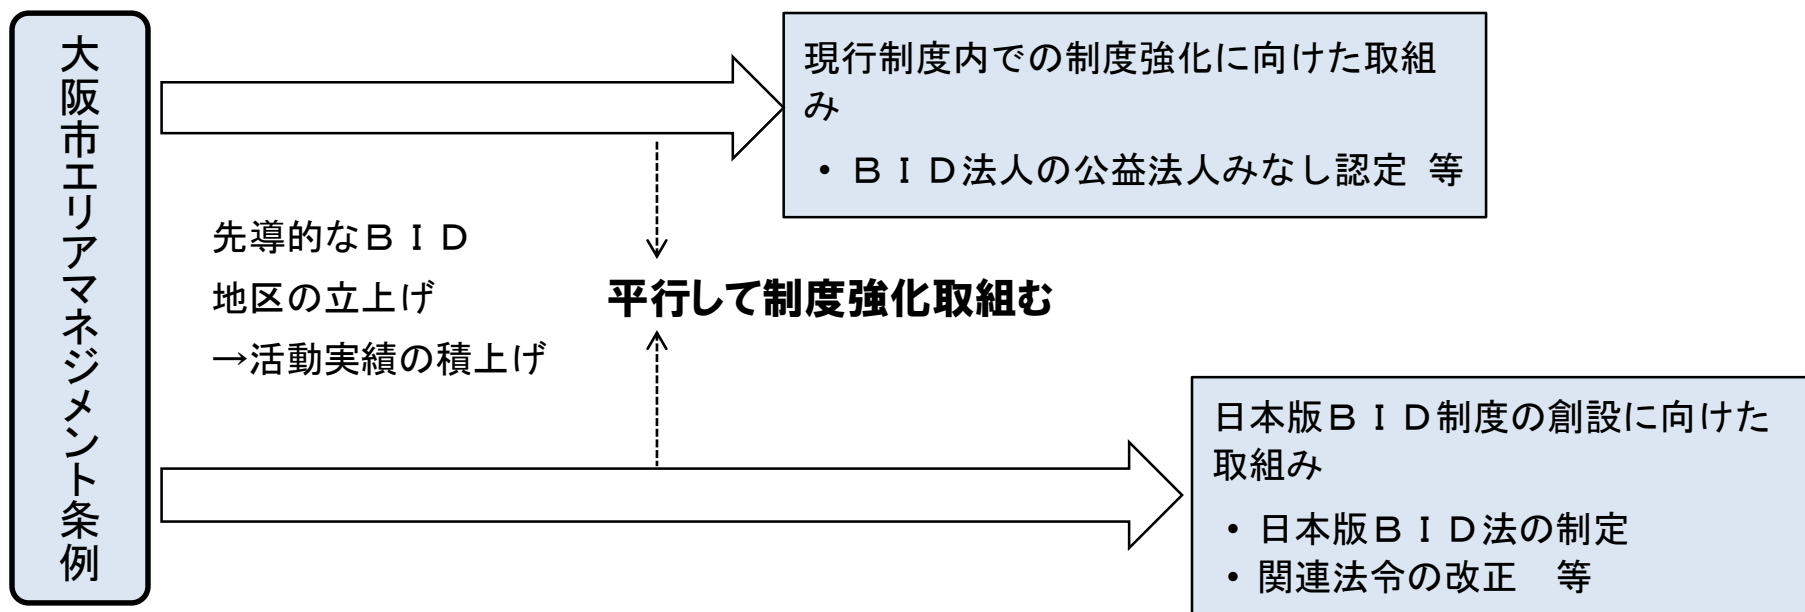 大阪市エリアマネジメント条例
現行制度内での制度強化に向けた取組
み
• ＢＩＤ法人の公益法人みなし認定 等
先導的なＢＩＤ
地区の立上げ
→活動実績の積上げ
平行して制度強化取組む
日本版ＢＩＤ制度の創設に向けた
取組み
• 日本版ＢＩＤ法の制定
• 関連法令の改正　等